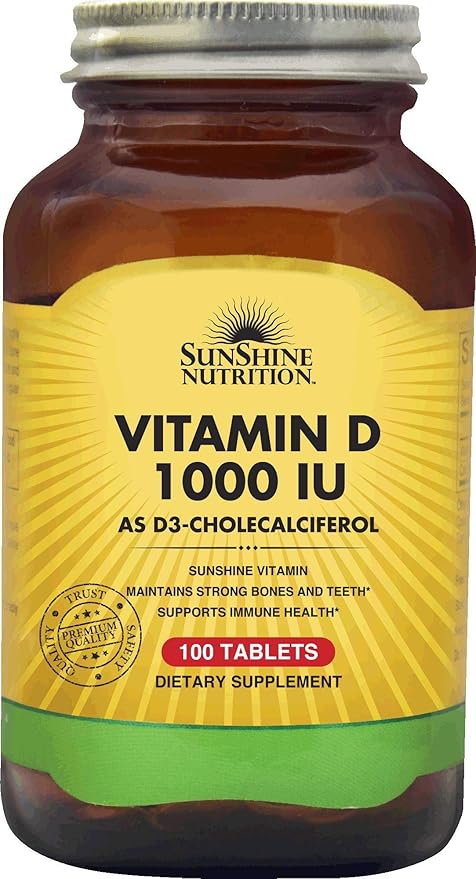 SUNSHINE
NUTRITION™
VITAMIN D
1000 IU
AS D3-CHOLECALCIFEROL
SUNSHINE VITAMIN
MAINTAINS STRONG BONES AND TEETH*
SUPPORTS IMMUNE HEALTH*
TRUST
PREMIUM
QUALITY
QUALITY
SAFETY
100 TABLETS
DIETARY SUPPLEMENT